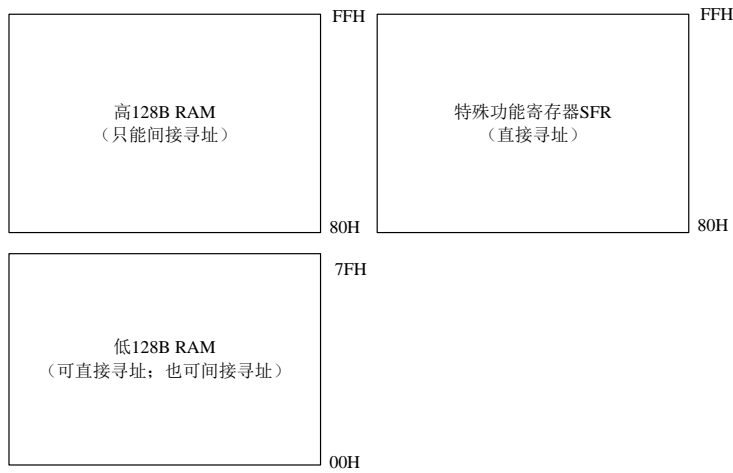 FFH
FFH
高128B RAM
（只能间接寻址）
特殊功能寄存器SFR
（直接寻址）
80H
80H
7FH
低128B RAM
（可直接寻址；也可间接寻址）
00H